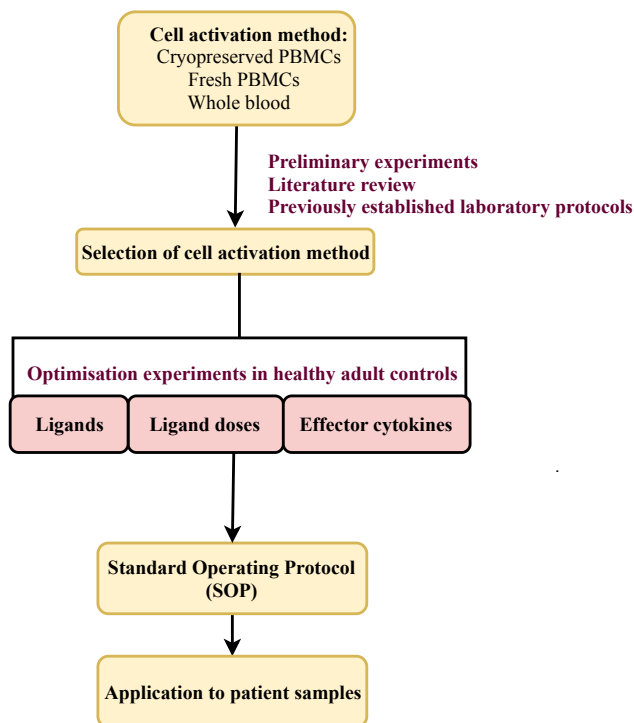 Cell activation method:
Cryopreserved PBMCs
Fresh PBMCs
Whole blood
Preliminary experiments
Literature review
Previously established laboratory protocols
Selection of cell activation method
Optimisation experiments in healthy adult controls
Ligands
Ligand doses
Effector cytokines
.
Standard Operating Protocol
(SOP)
Application to patient samples